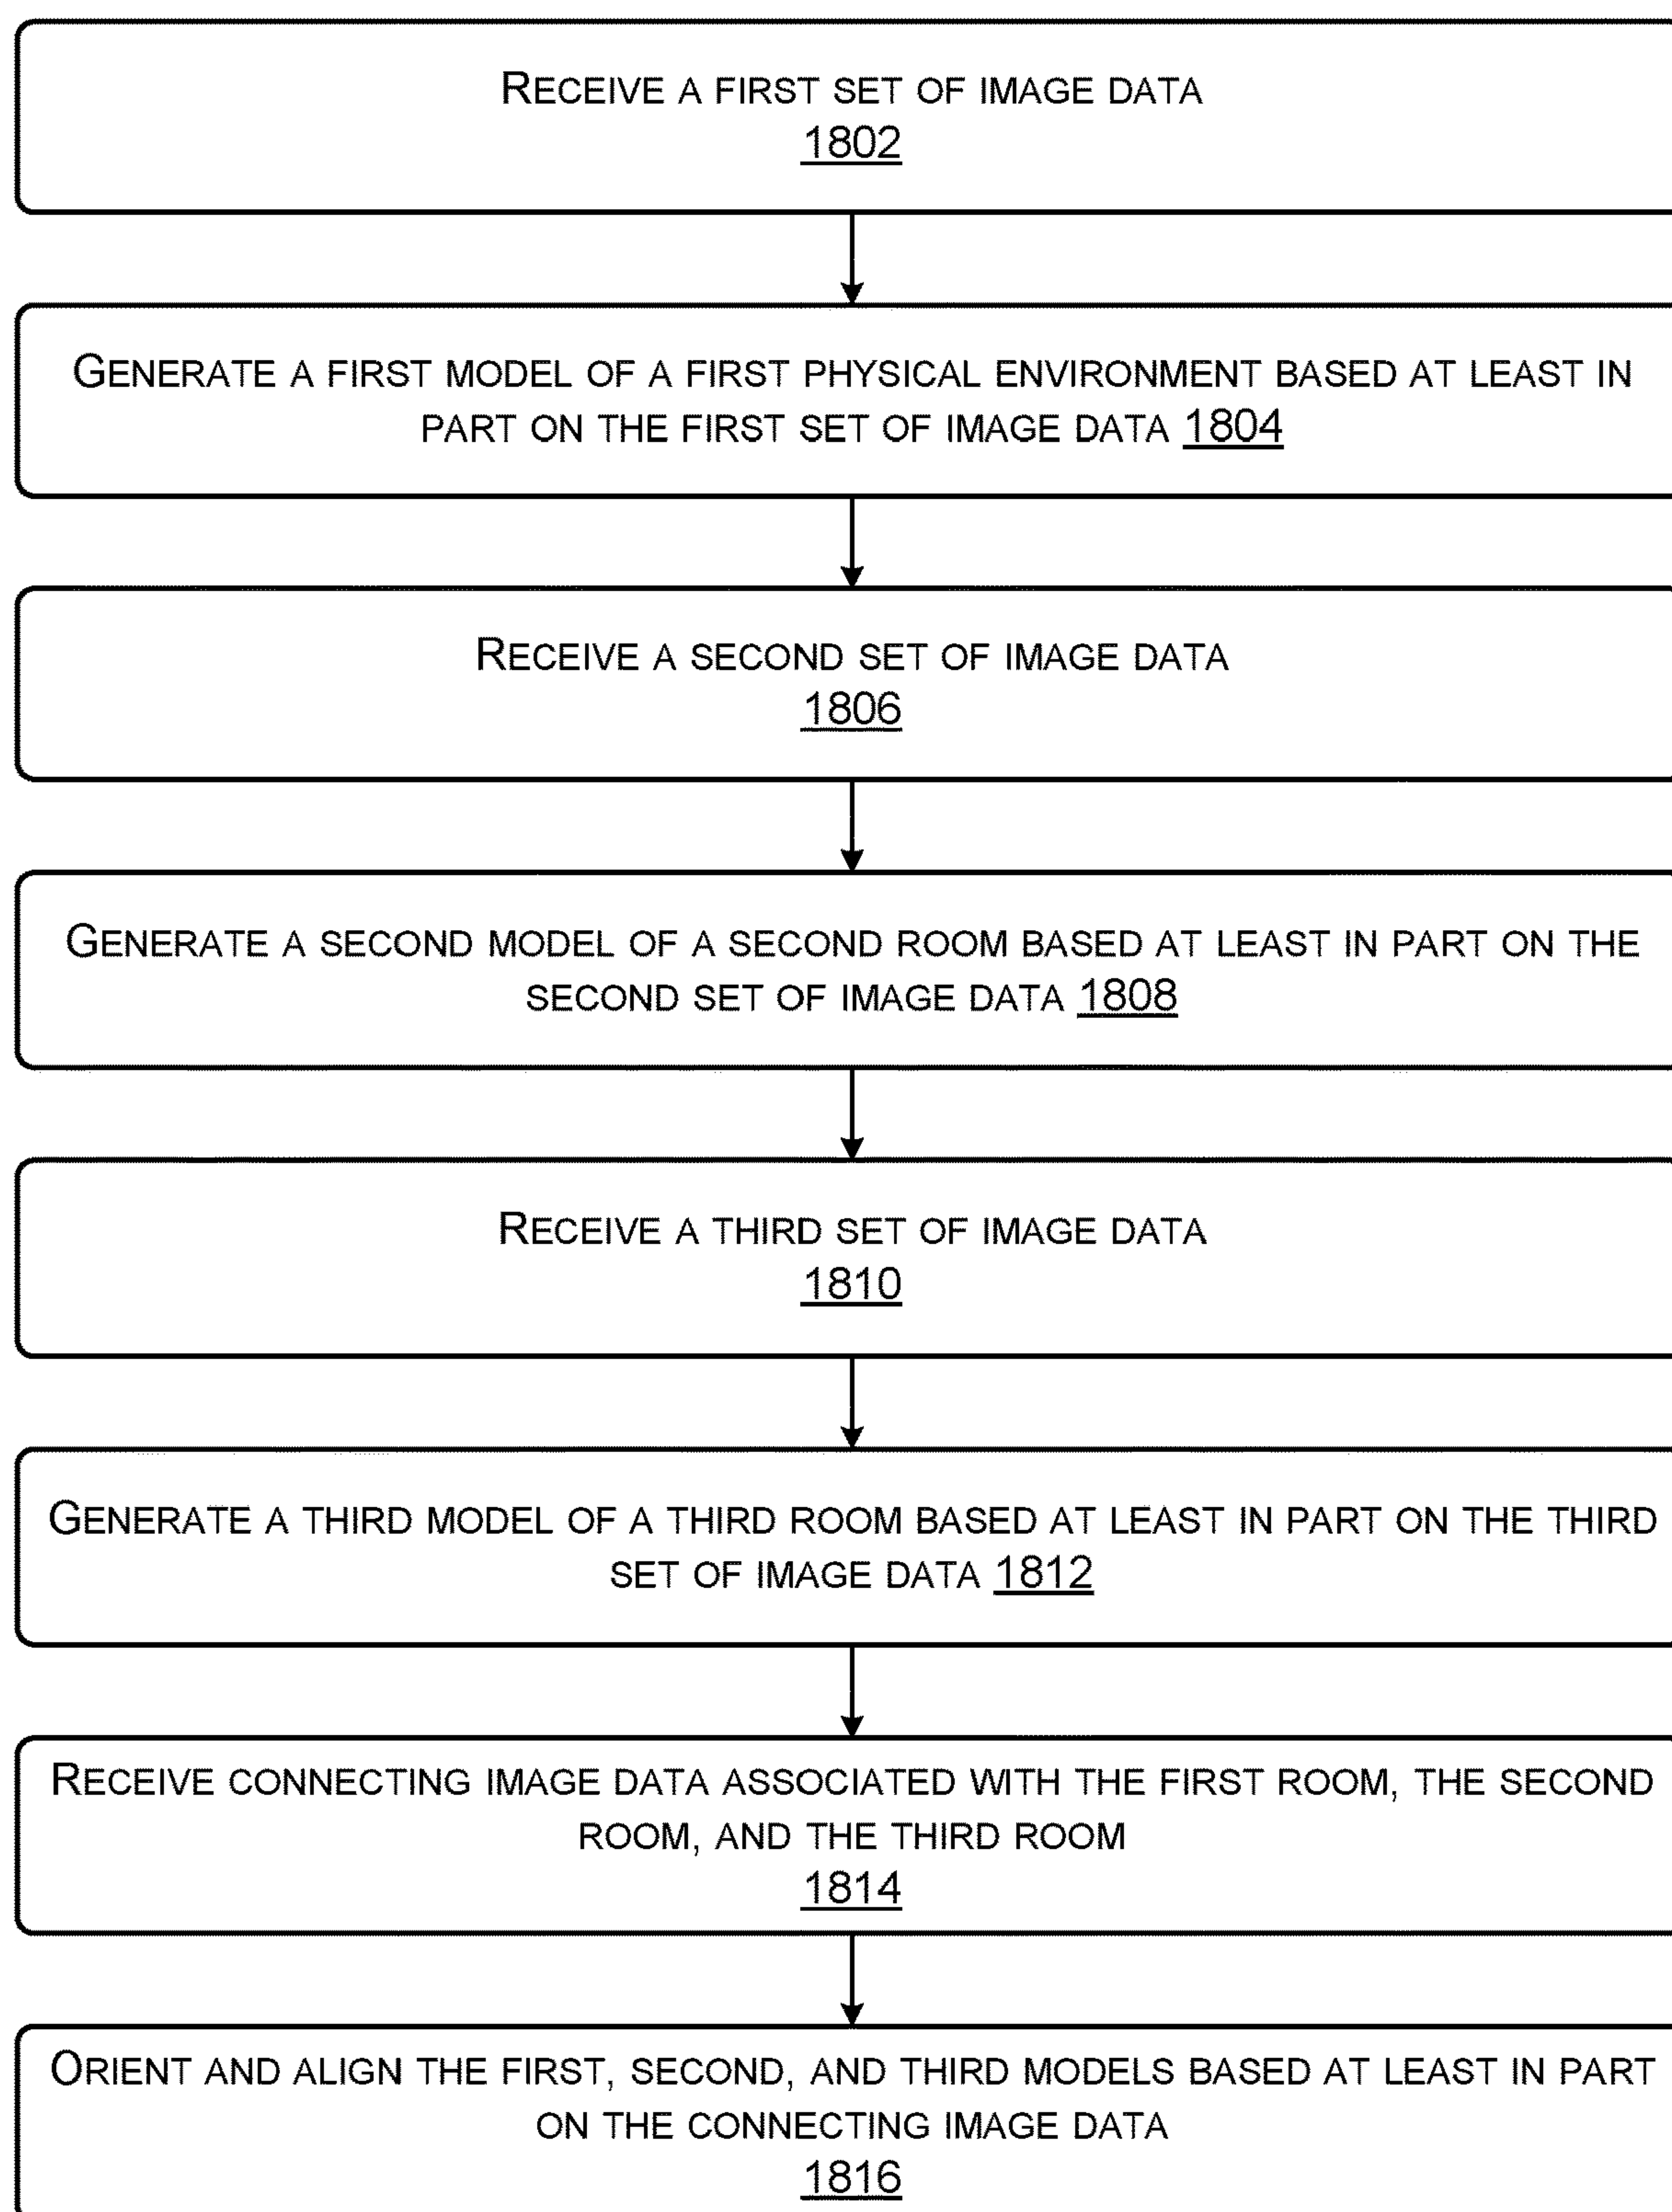 RECEIVE A FIRST SET OF IMAGE DATA
1802
GENERATE A FIRST MODEL OF A FIRST PHYSICAL ENVIRONMENT BASED AT LEAST IN
PART ON THE FIRST SET OF IMAGE DATA 1804
RECEIVE A SECOND SET OF IMAGE DATA
1806
GENERATE A SECOND MODEL OF A SECOND ROOM BASED AT LEAST IN PART ON THE
SECOND SET OF IMAGE DATA 1808
RECEIVE A THIRD SET OF IMAGE DATA
1810
GENERATE A THIRD MODEL OF A THIRD ROOM BASED AT LEAST IN PART ON THE THIRD
SET OF IMAGE DATA 1812
RECEIVE CONNECTING IMAGE DATA ASSOCIATED WITH THE FIRST ROOM, THE SECOND
ROOM, AND THE THIRD ROOM
1814
ORIENT AND ALIGN THE FIRST, SECOND, AND THIRD MODELS BASED AT LEAST IN PART
ON THE CONNECTING IMAGE DATA
1816